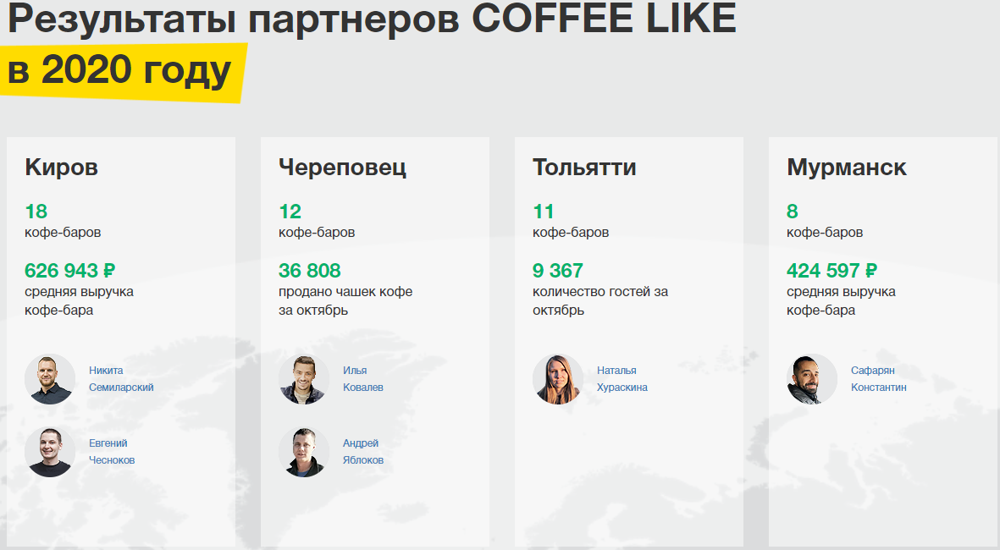 Результаты партнеров COFFEE LIKE
в 2020 году
Киров
18
кофе-баров
626 943 ₽
средняя выручка
кофе-бара
Никита
Семиларский
Евгений
Чесноков
Череповец
12
кофе-баров
36 808
продано чашек кофе
за октябрь
Илья
Ковалев
Андрей
Яблоков
Тольятти
11
кофе-баров
9 367
количество гостей за
октябрь
Наталья
Хураскина
Мурманск
8
кофе-баров
424 597 ₽
средняя выручка
кофе-бара
Сафарян
Константин